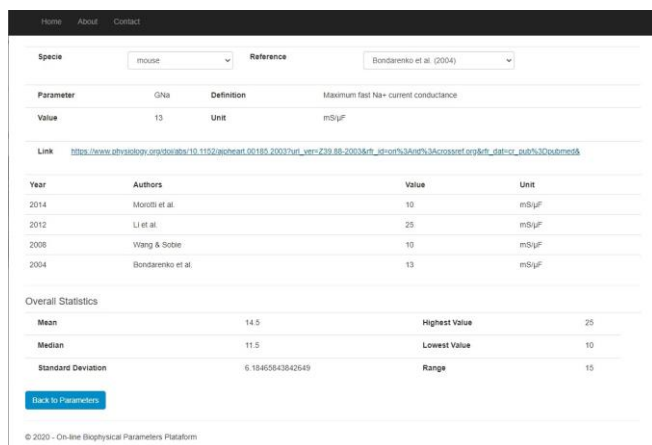 Home About Contact
Specie mouse Reference Bondarenko et al. (2004)
Parameter GNa Definition Maximum fast Na+ current conductance
Value 13 Unit mS/µF
Link https://www.physiology.org/doi/abs/10.1152/ajpheart.00185.2003?url_ver=Z39.88-2003&rfr_id=ori%3Arid%3Acrossref.org&rfr_dat=cr_pub%3Dpubmed&
Year Authors Value Unit
2014 Morotti et al. 10 mS/µF
2012 Li et al. 25 mS/µF
2008 Wang & Sobie 10 mS/µF
2004 Bondarenko et al. 13 mS/µF
Overall Statistics
Mean 14.5 Highest Value 25
Median 11.5 Lowest Value 10
Standard Deviation 6.18465843842649 Range 15
Back to Parameters
© 2020 - On-line Biophysical Parameters Plataform